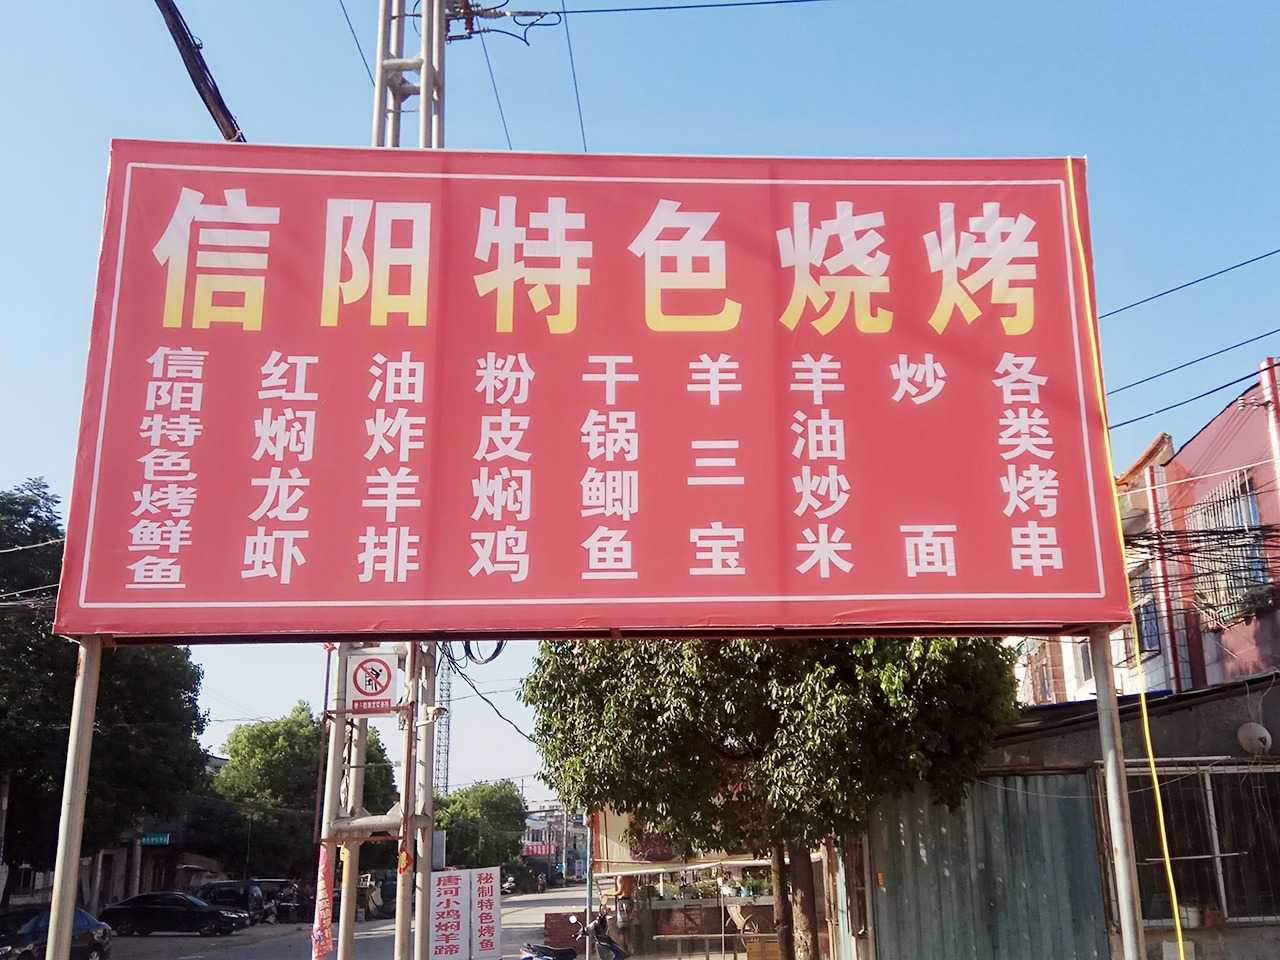 信阳特色烧烤
信阳特色烤鲜鱼
红焖龙虾
油炸羊排
粉皮焖鸡
干锅鲫鱼
羊三宝
羊油炒米
炒面
各类烤串
唐河小鸡焖羊蹄
秘制特色烤鱼